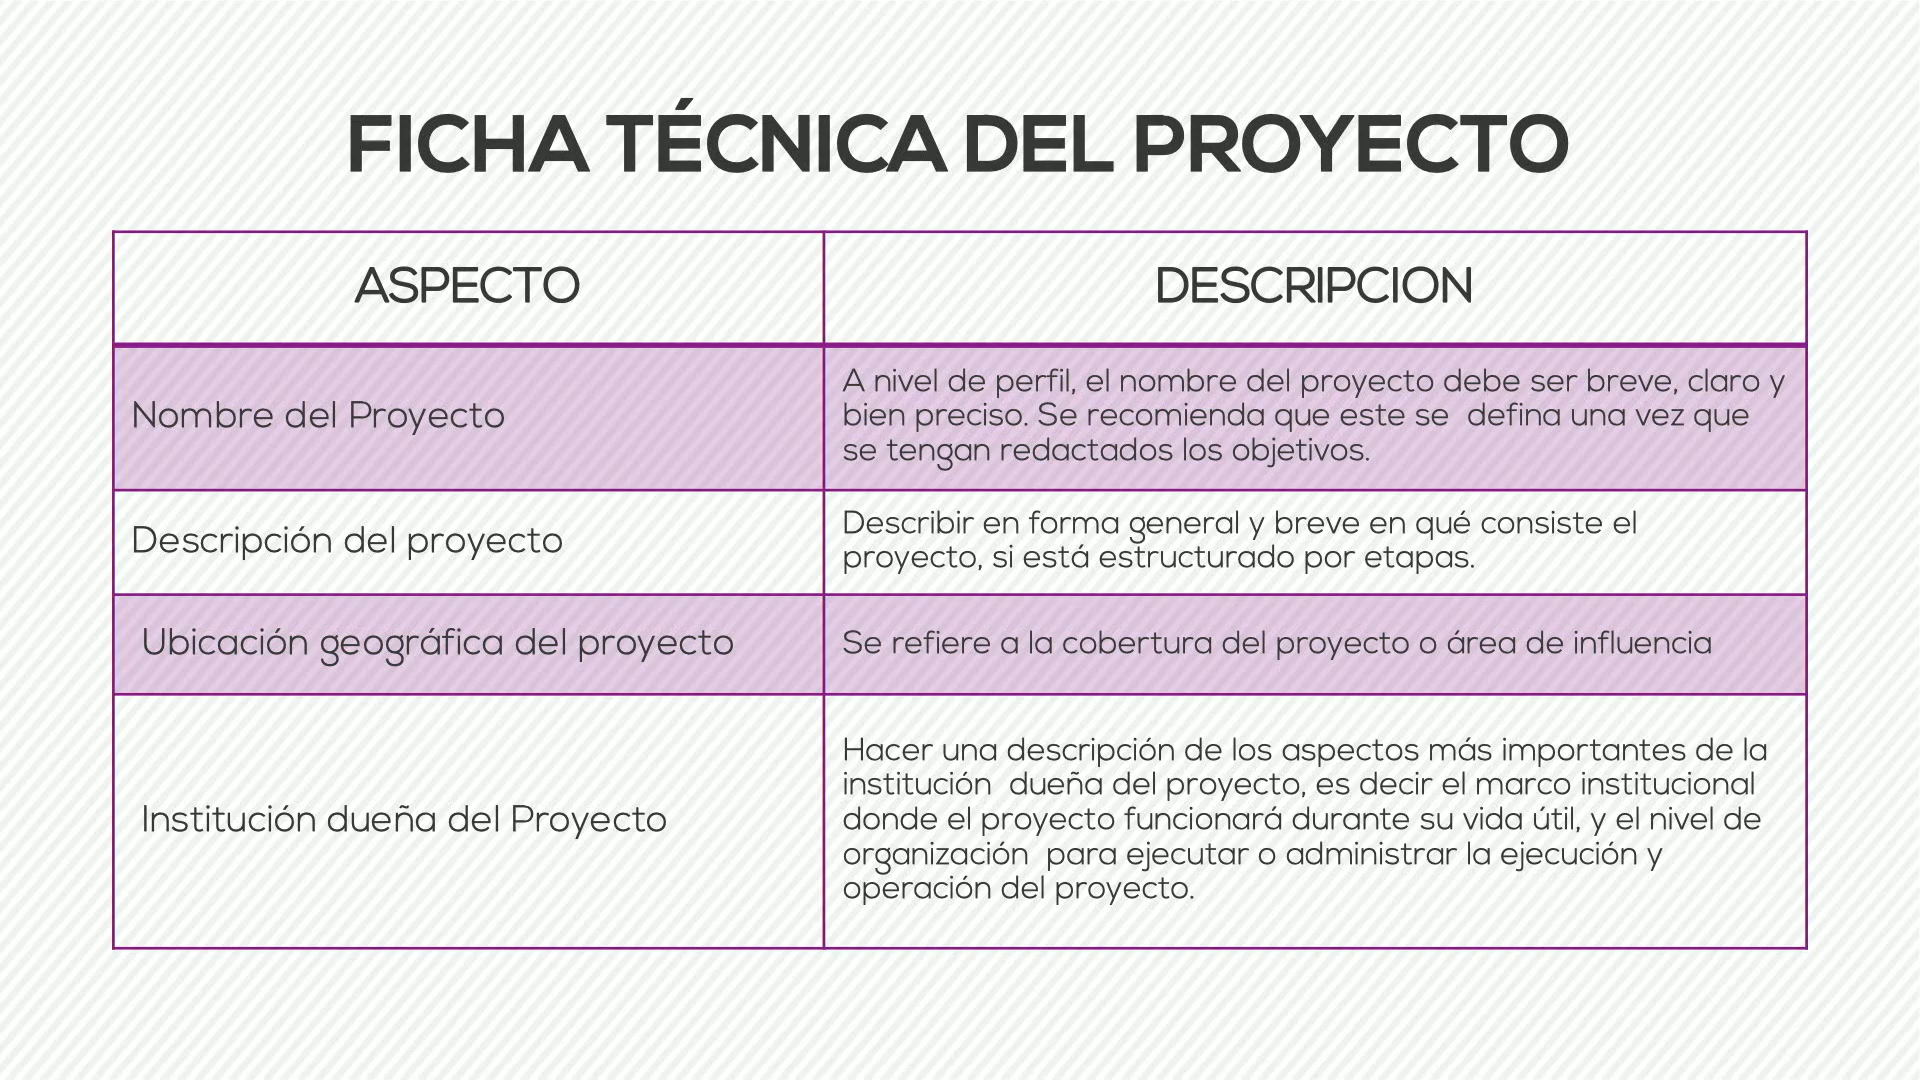 FICHA TÉCNICA DEL PROYECTO
ASPECTO
DESCRIPCION
Nombre del Proyecto
A nivel de perfil, el nombre del proyecto debe ser breve, claro y
bien preciso. Se recomienda que este se  defina una vez que
se tengan redactados los objetivos.
Descripción del proyecto
Describir en forma general y breve en qué consiste el
proyecto, si está estructurado por etapas.
Ubicación geográfica del proyecto
Se refiere a la cobertura del proyecto o área de influencia
Institución dueña del Proyecto
Hacer una descripción de los aspectos más importantes de la
institución  dueña del proyecto, es decir el marco institucional
donde el proyecto funcionará durante su vida útil, y el nivel de
organización  para ejecutar o administrar la ejecución y
operación del proyecto.